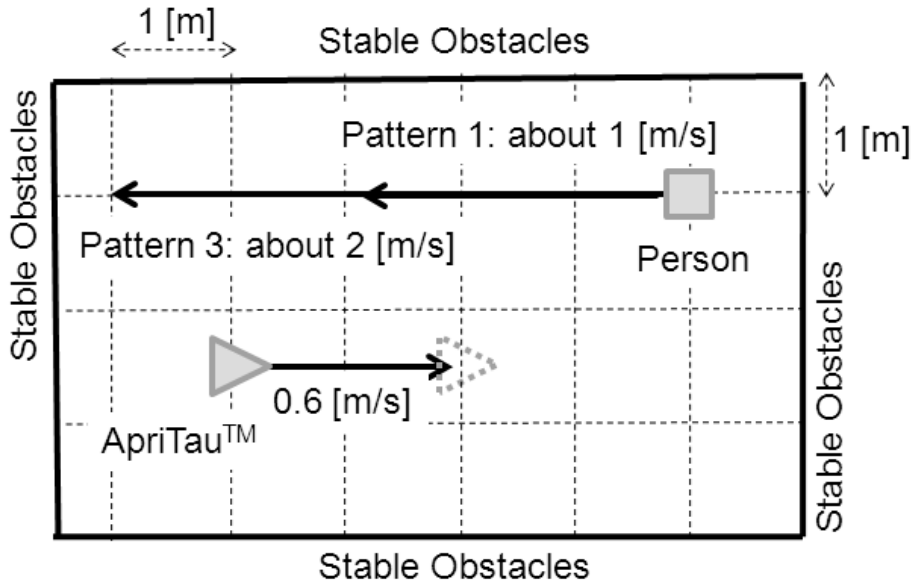 1 [m]
Stable Obstacles
Stable Obstacles
Pattern 1: about 1 [m/s]
1 [m]
Pattern 3: about 2 [m/s]
Person
0.6 [m/s]
ApriTau™
Stable Obstacles
Stable Obstacles